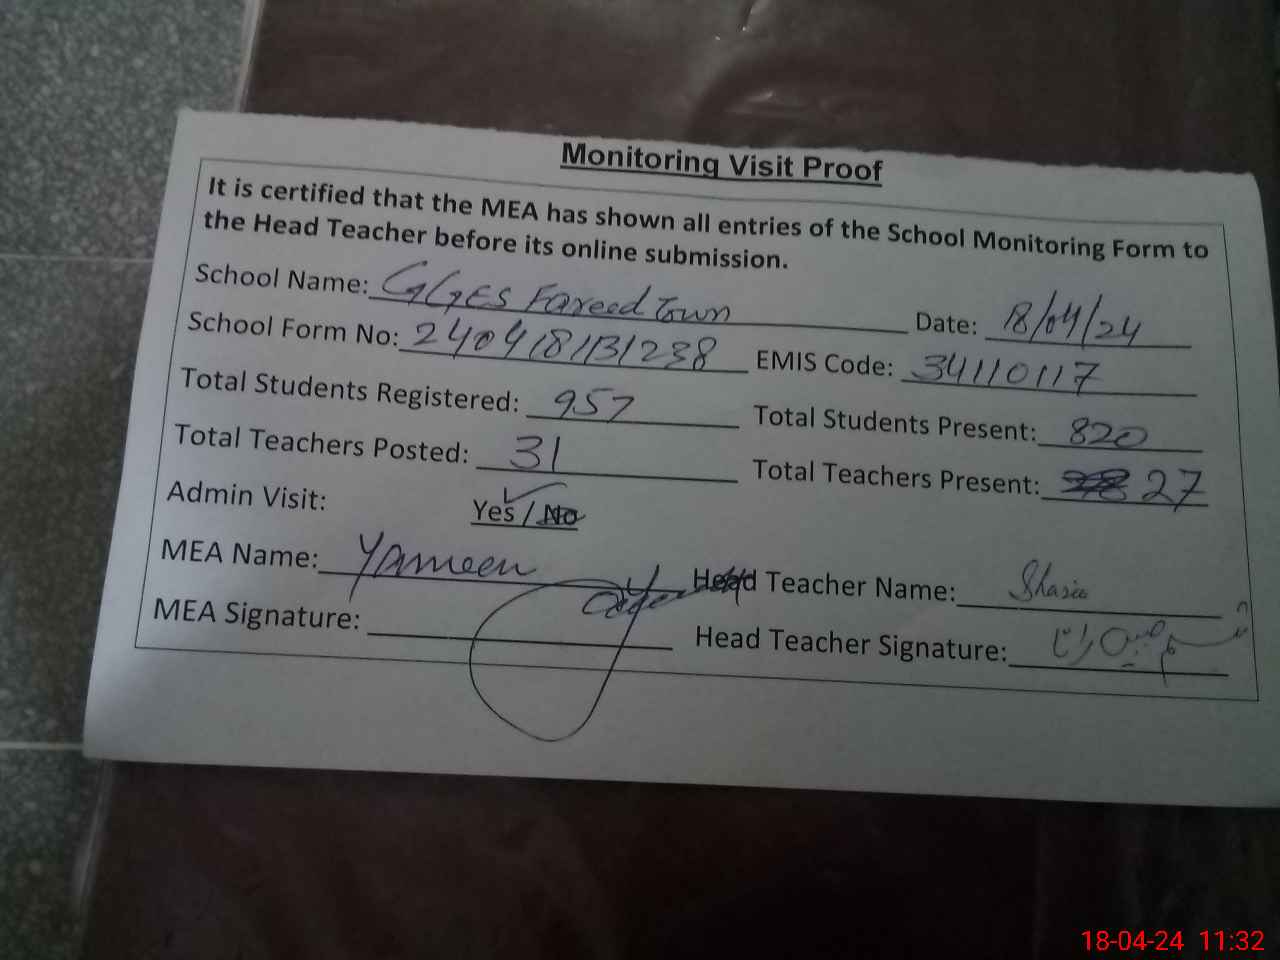 Monitoring Visit Proof
It is certified that the MEA has shown all entries of the School Monitoring Form to
the Head Teacher before its online submission.
School Name: GGES Fareed Town Date: 18/04/24
School Form No: 2404181131238 EMIS Code: 34110117
Total Students Registered: 957 Total Students Present: 820
Total Teachers Posted: 31 Total Teachers Present: 27
Admin Visit: Yes / No
MEA Name: Yameen Head Teacher Name:
MEA Signature: Head Teacher Signature:
18-04-24 11:32